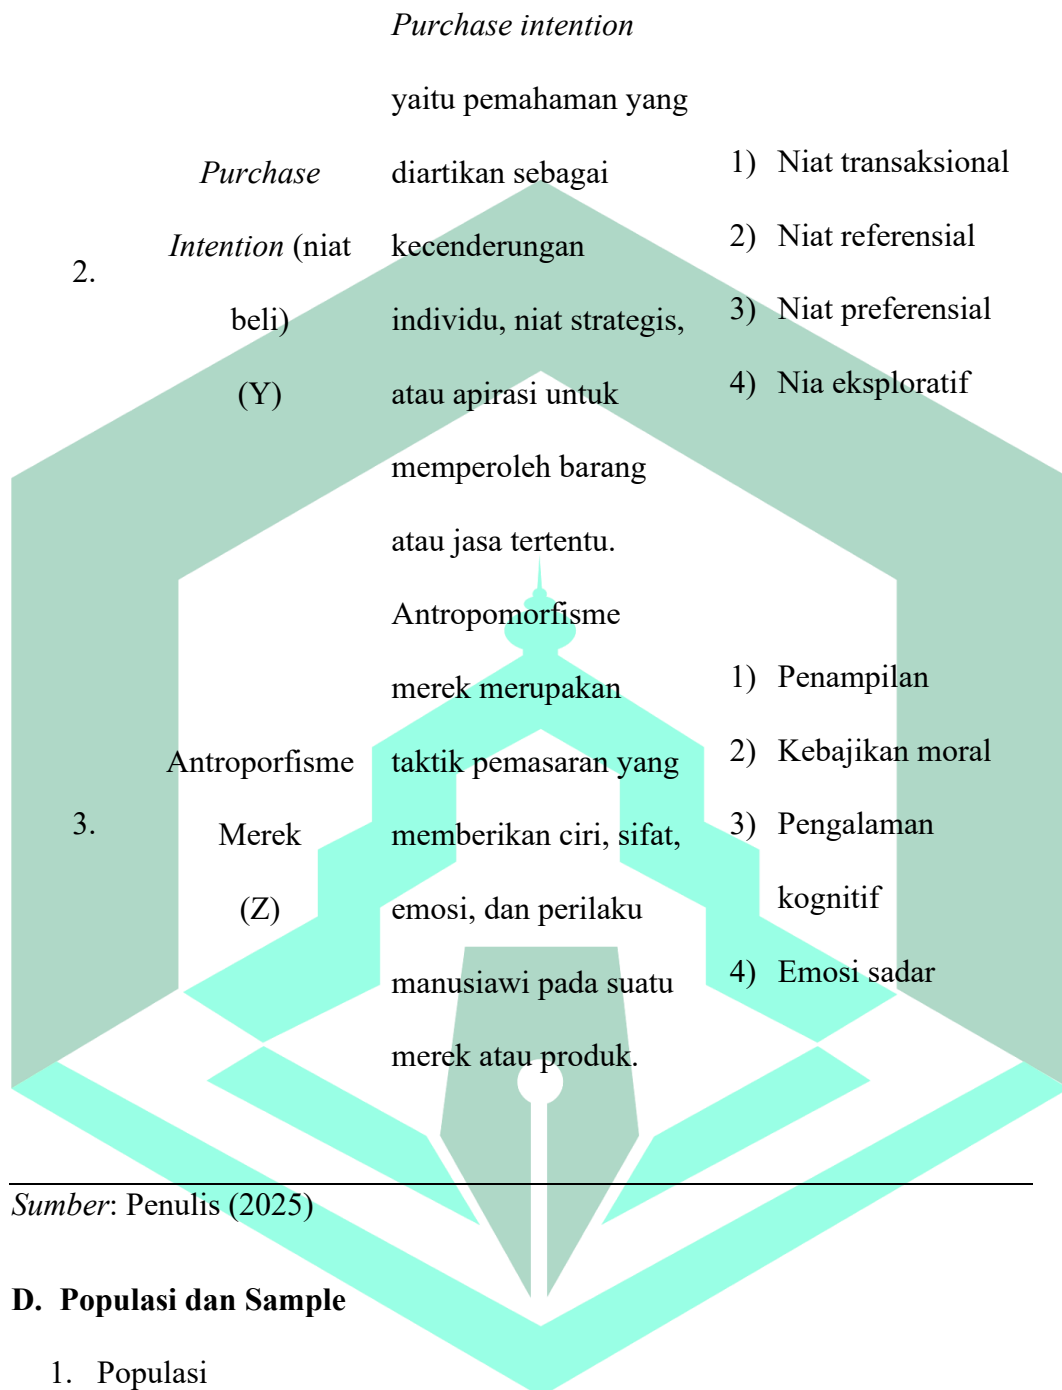 2.
Purchase
Intention (niat
beli)
(Y)
Purchase intention
yaitu pemahaman yang
diartikan sebagai
kecenderungan
individu, niat strategis,
atau apirasi untuk
memperoleh barang
atau jasa tertentu.
1) Niat transaksional
2) Niat referensial
3) Niat preferensial
4) Nia eksploratif
3.
Antroporfisme
Merek
(Z)
Antropomorfisme
merek merupakan
taktik pemasaran yang
memberikan ciri, sifat,
emosi, dan perilaku
manusiawi pada suatu
merek atau produk.
1) Penampilan
2) Kebajikan moral
3) Pengalaman
kognitif
4) Emosi sadar
Sumber: Penulis (2025)
D. Populasi dan Sample
1. Populasi